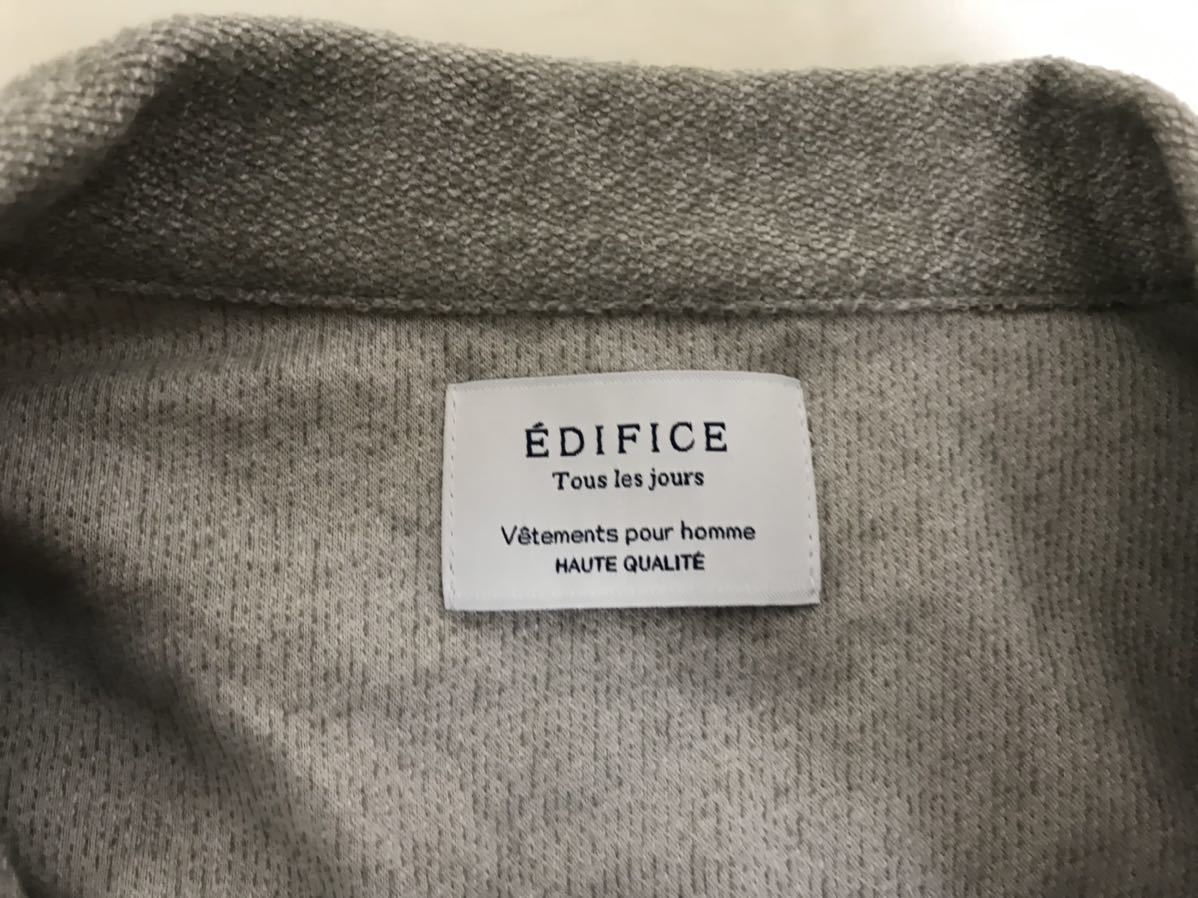 ÉDIFICE
Tous les jours
Vêtements pour homme
HAUTE QUALITÉ